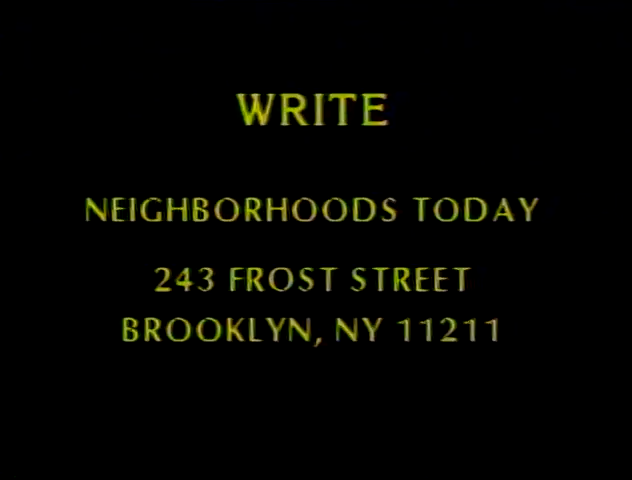 WRITE
NEIGHBORHOODS TODAY
243 FROST STREET
BROOKLYN, NY 11211